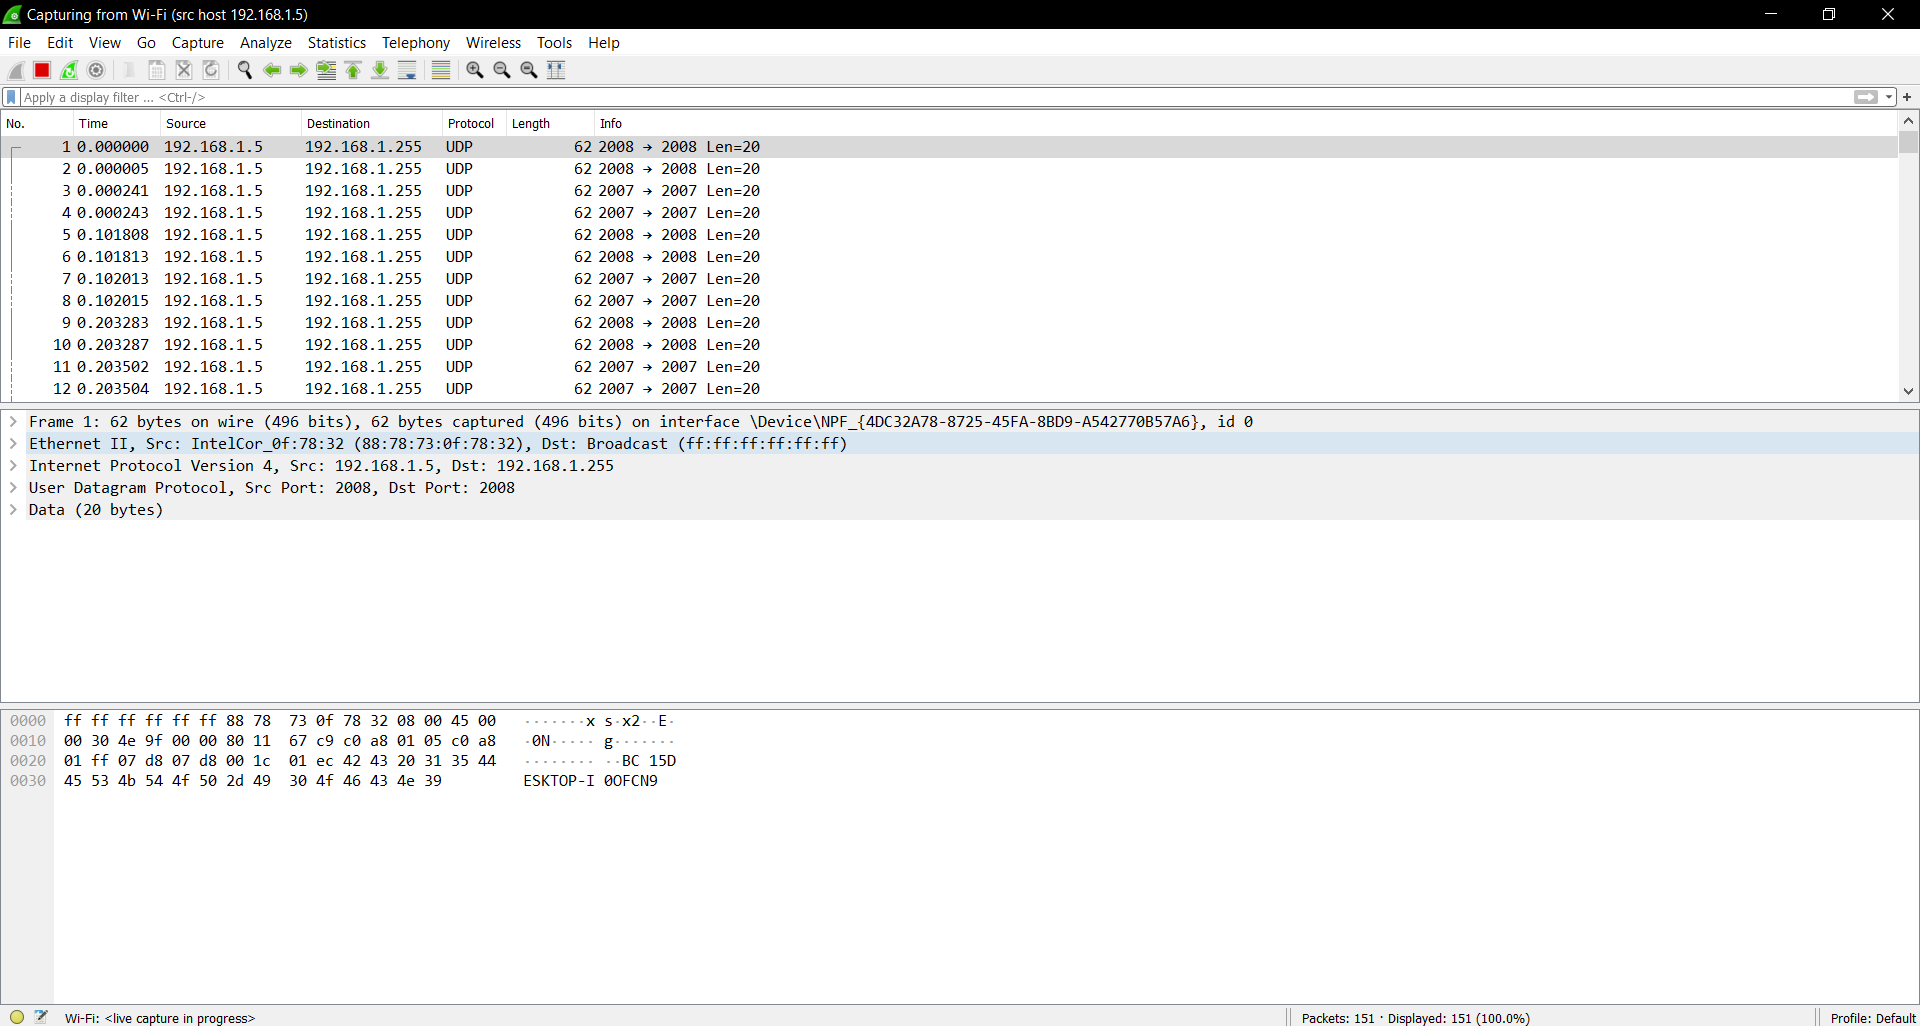 Capturing from Wi-Fi (src host 192.168.1.5)
File Edit View Go Capture Analyze Statistics Telephony Wireless Tools Help
Apply a display filter ... <Ctrl-/>
No. Time Source Destination Protocol Length Info
1 0.000000 192.168.1.5 192.168.1.255 UDP 62 2008 → 2008 Len=20
2 0.000005 192.168.1.5 192.168.1.255 UDP 62 2008 → 2008 Len=20
3 0.000241 192.168.1.5 192.168.1.255 UDP 62 2007 → 2007 Len=20
4 0.000243 192.168.1.5 192.168.1.255 UDP 62 2007 → 2007 Len=20
5 0.101808 192.168.1.5 192.168.1.255 UDP 62 2008 → 2008 Len=20
6 0.101813 192.168.1.5 192.168.1.255 UDP 62 2008 → 2008 Len=20
7 0.102013 192.168.1.5 192.168.1.255 UDP 62 2007 → 2007 Len=20
8 0.102015 192.168.1.5 192.168.1.255 UDP 62 2007 → 2007 Len=20
9 0.203283 192.168.1.5 192.168.1.255 UDP 62 2008 → 2008 Len=20
10 0.203287 192.168.1.5 192.168.1.255 UDP 62 2008 → 2008 Len=20
11 0.203502 192.168.1.5 192.168.1.255 UDP 62 2007 → 2007 Len=20
12 0.203504 192.168.1.5 192.168.1.255 UDP 62 2007 → 2007 Len=20
Frame 1: 62 bytes on wire (496 bits), 62 bytes captured (496 bits) on interface \Device\NPF_{4DC32A78-8725-45FA-8BD9-A542770B57A6}, id 0
Ethernet II, Src: IntelCor_0f:78:32 (88:78:73:0f:78:32), Dst: Broadcast (ff:ff:ff:ff:ff:ff)
Internet Protocol Version 4, Src: 192.168.1.5, Dst: 192.168.1.255
User Datagram Protocol, Src Port: 2008, Dst Port: 2008
Data (20 bytes)
0000 ff ff ff ff ff ff 88 78 73 0f 78 32 08 00 45 00 ·······x s·x2··E·
0010 00 30 4e 9f 00 00 80 11 67 c9 c0 a8 01 05 c0 a8 ·0N····· g·······
0020 01 ff 07 d8 07 d8 00 1c 01 ec 42 43 20 31 35 44 ········ ··BC 15D
0030 45 53 4b 54 4f 50 2d 49 30 4f 46 43 4e 39 ESKTOP-I 0OFCN9
Wi-Fi: <live capture in progress> Packets: 151 · Displayed: 151 (100.0%) Profile: Default